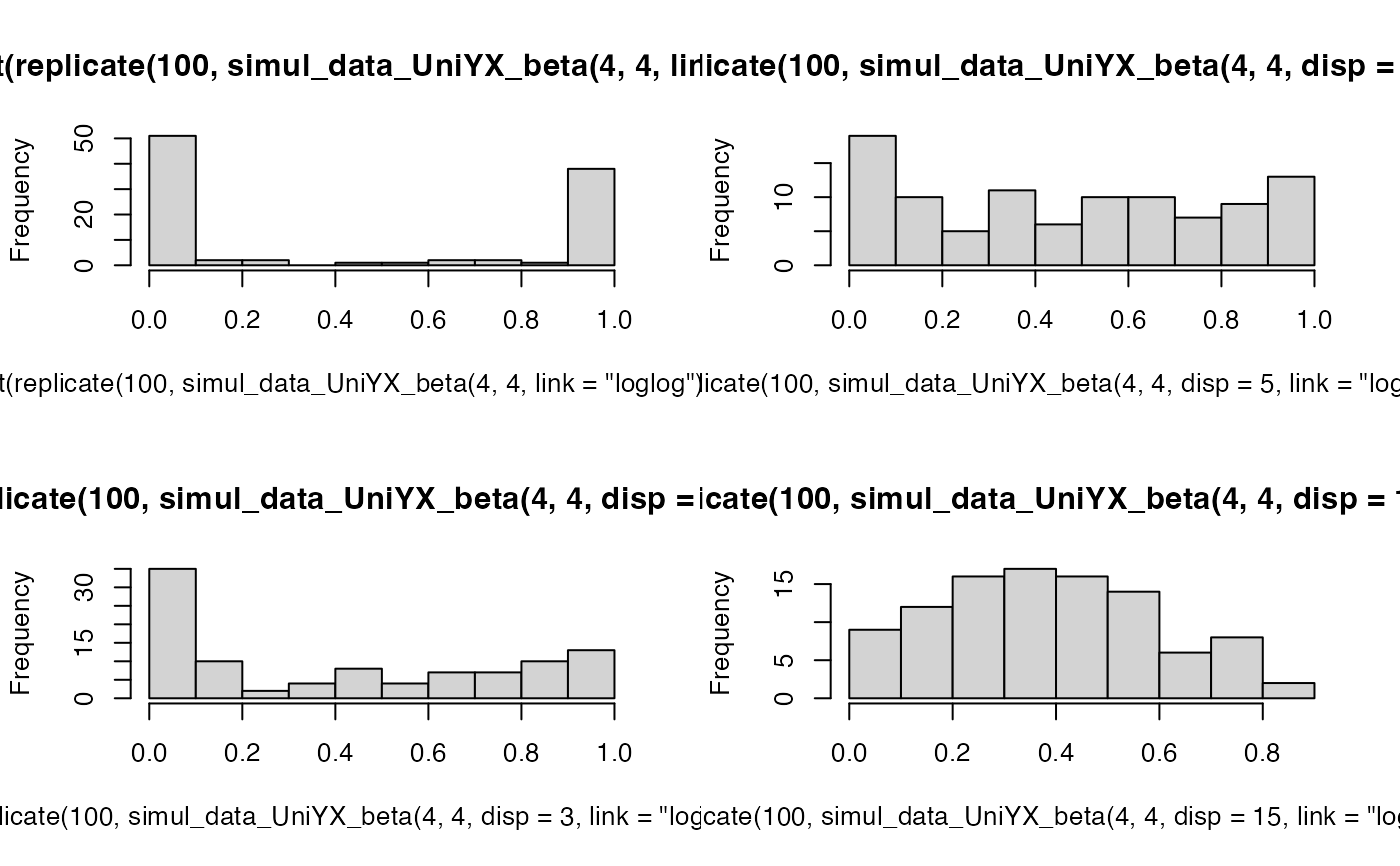 t(replicate(100, simul_data_UniYX_beta(4, 4, lin
Frequency
50
20
0
0.0 0.2 0.4 0.6 0.8 1.0
t(replicate(100, simul_data_UniYX_beta(4, 4, link = "loglog")
licate(100, simul_data_UniYX_beta(4, 4, disp =
Frequency
10
0
0.0 0.2 0.4 0.6 0.8 1.0
licate(100, simul_data_UniYX_beta(4, 4, disp = 5, link = "log
licate(100, simul_data_UniYX_beta(4, 4, disp =
Frequency
30
15
0
0.0 0.2 0.4 0.6 0.8 1.0
licate(100, simul_data_UniYX_beta(4, 4, disp = 3, link = "log
icate(100, simul_data_UniYX_beta(4, 4, disp = 1
Frequency
15
5
0
0.0 0.2 0.4 0.6 0.8
icate(100, simul_data_UniYX_beta(4, 4, disp = 15, link = "log